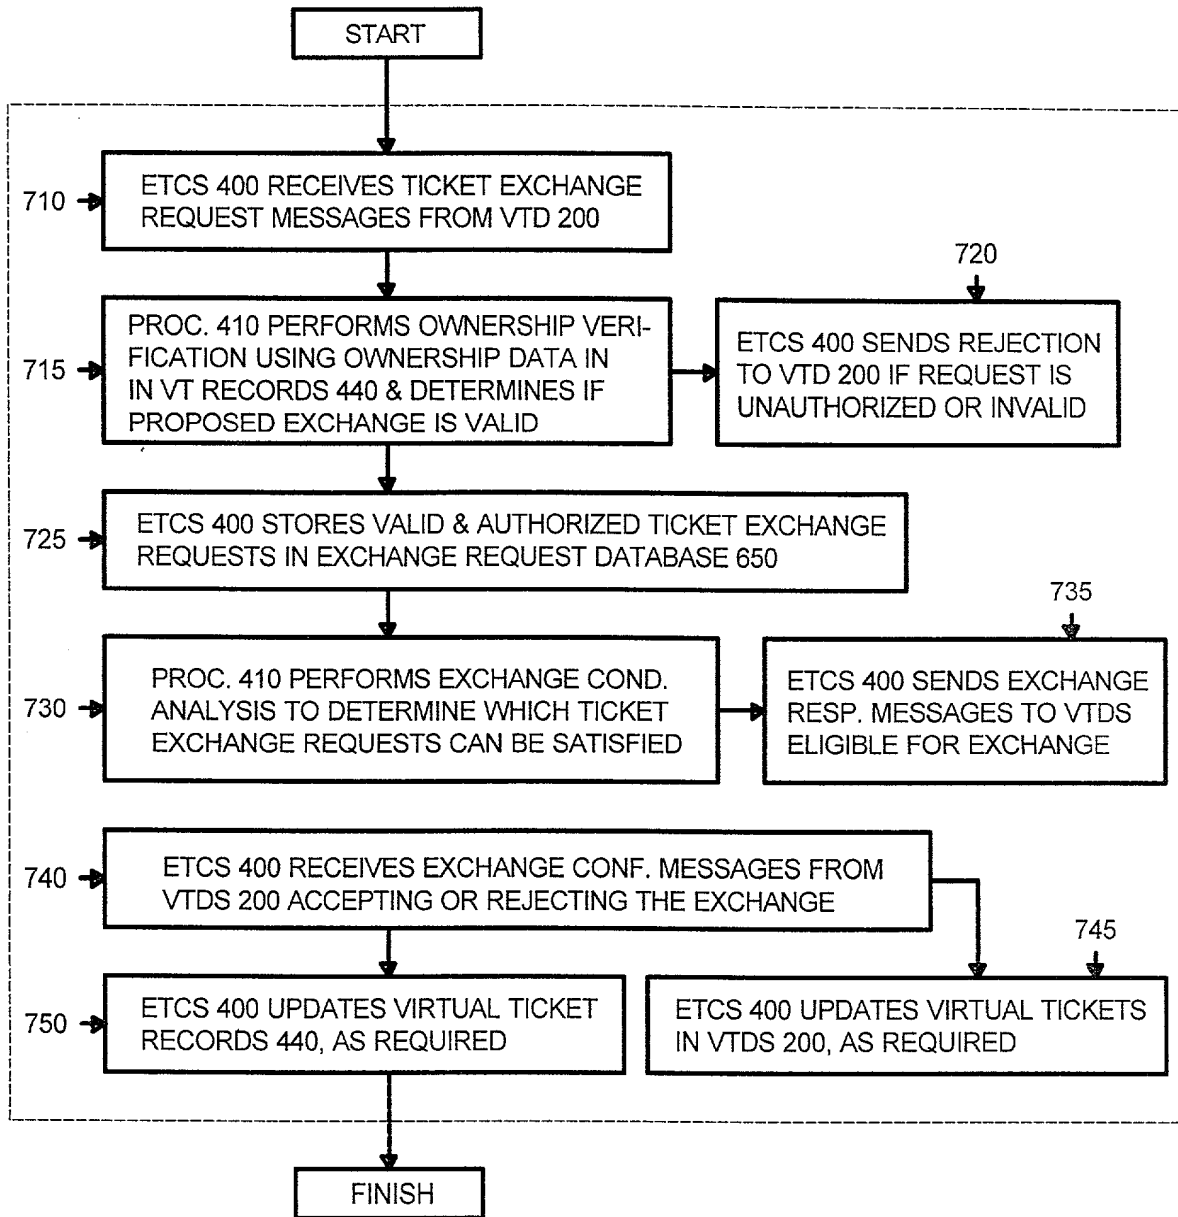 START
710
ETCS 400 RECEIVES TICKET EXCHANGE
REQUEST MESSAGES FROM VTD 200
720
715
PROC. 410 PERFORMS OWNERSHIP VERI-
FICATION USING OWNERSHIP DATA IN
IN VT RECORDS 440 & DETERMINES IF
PROPOSED EXCHANGE IS VALID
ETCS 400 SENDS REJECTION
TO VTD 200 IF REQUEST IS
UNAUTHORIZED OR INVALID
725
ETCS 400 STORES VALID & AUTHORIZED TICKET EXCHANGE
REQUESTS IN EXCHANGE REQUEST DATABASE 650
735
730
PROC. 410 PERFORMS EXCHANGE COND.
ANALYSIS TO DETERMINE WHICH TICKET
EXCHANGE REQUESTS CAN BE SATISFIED
ETCS 400 SENDS EXCHANGE
RESP. MESSAGES TO VTDS
ELIGIBLE FOR EXCHANGE
740
ETCS 400 RECEIVES EXCHANGE CONF. MESSAGES FROM
VTDS 200 ACCEPTING OR REJECTING THE EXCHANGE
745
750
ETCS 400 UPDATES VIRTUAL TICKET
RECORDS 440, AS REQUIRED
ETCS 400 UPDATES VIRTUAL TICKETS
IN VTDS 200, AS REQUIRED
FINISH